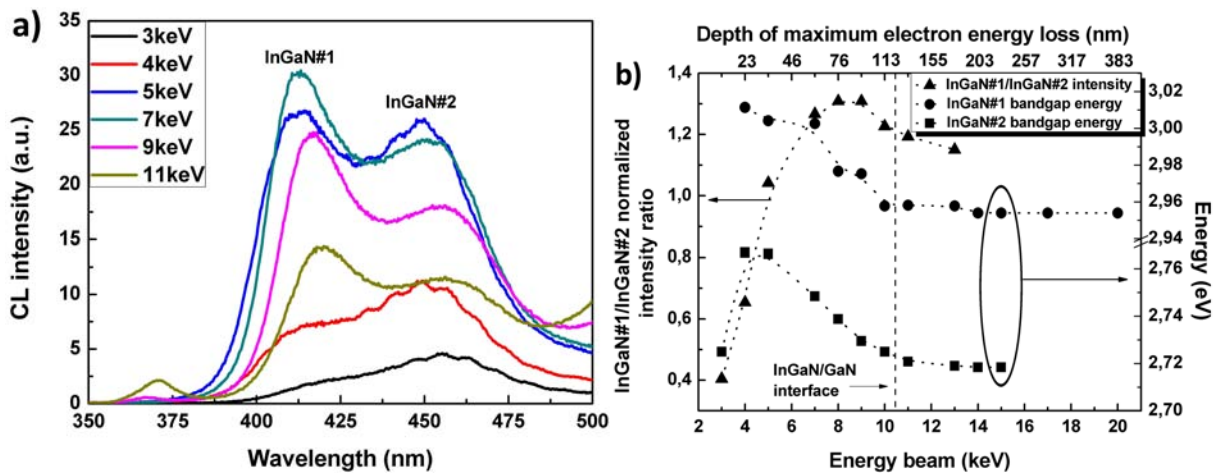 a)
35
30
25
20
15
10
5
0
CL intensity (a.u.)
3keV
4keV
5keV
7keV
9keV
11keV
InGaN#1
InGaN#2
350 375 400 425 450 475 500
Wavelength (nm)
b)
Depth of maximum electron energy loss (nm)
23 46 76 113 155 203 257 317 383
1,4
1,2
1,0
0,8
0,6
0,4
InGaN#1/InGaN#2 normalized
intensity ratio
InGaN#1/InGaN#2 intensity
InGaN#1 bandgap energy
InGaN#2 bandgap energy
InGaN/GaN
interface
3,02
3,00
2,98
2,96
2,94
2,76
2,74
2,72
2,70
Energy (eV)
2 4 6 8 10 12 14 16 18 20
Energy beam (keV)